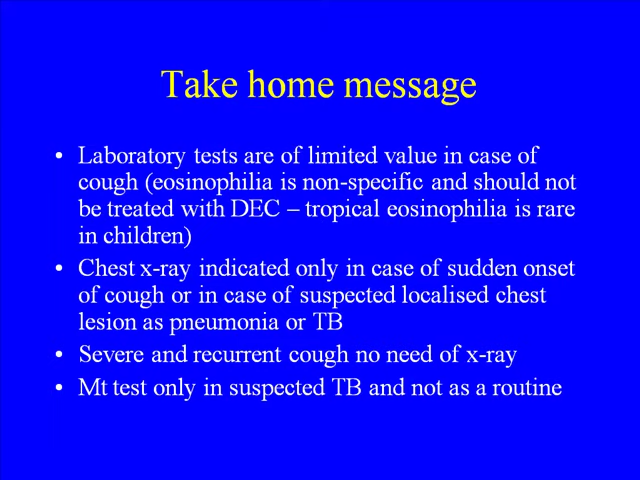 Take home message
• Laboratory tests are of limited value in case of
cough (eosinophilia is non-specific and should not
be treated with DEC – tropical eosinophilia is rare
in children)
• Chest x-ray indicated only in case of sudden onset
of cough or in case of suspected localised chest
lesion as pneumonia or TB
• Severe and recurrent cough no need of x-ray
• Mt test only in suspected TB and not as a routine